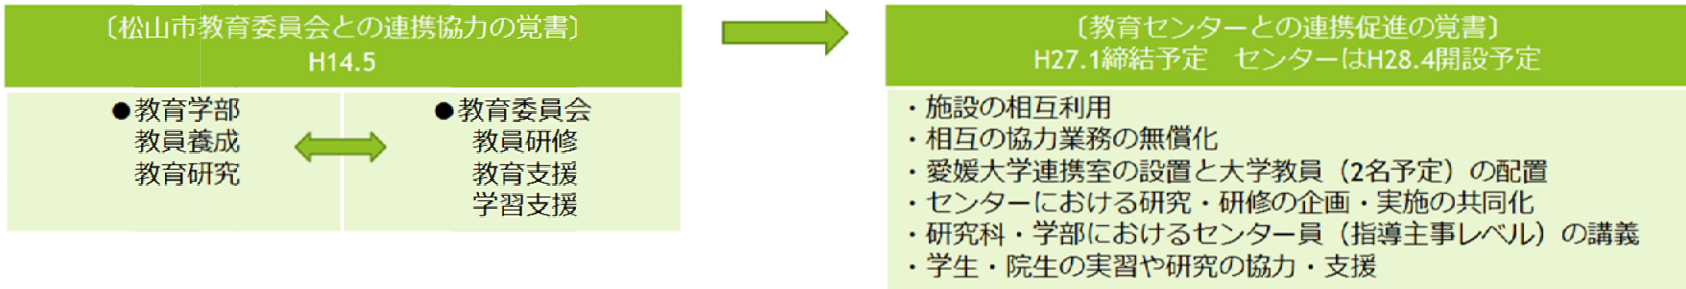 〔松山市教育委員会との連携協力の覚書〕
H14.5
●教育学部
教員養成
教育研究
●教育委員会
教員研修
教育支援
学習支援
〔教育センターとの連携促進の覚書〕
H27.1締結予定　センターはH28.4開設予定
・施設の相互利用
・相互の協力業務の無償化
・愛媛大学連携室の設置と大学教員（2名予定）の配置
・センターにおける研究・研修の企画・実施の共同化
・研究科・学部におけるセンター員（指導主事レベル）の講義
・学生・院生の実習や研究の協力・支援